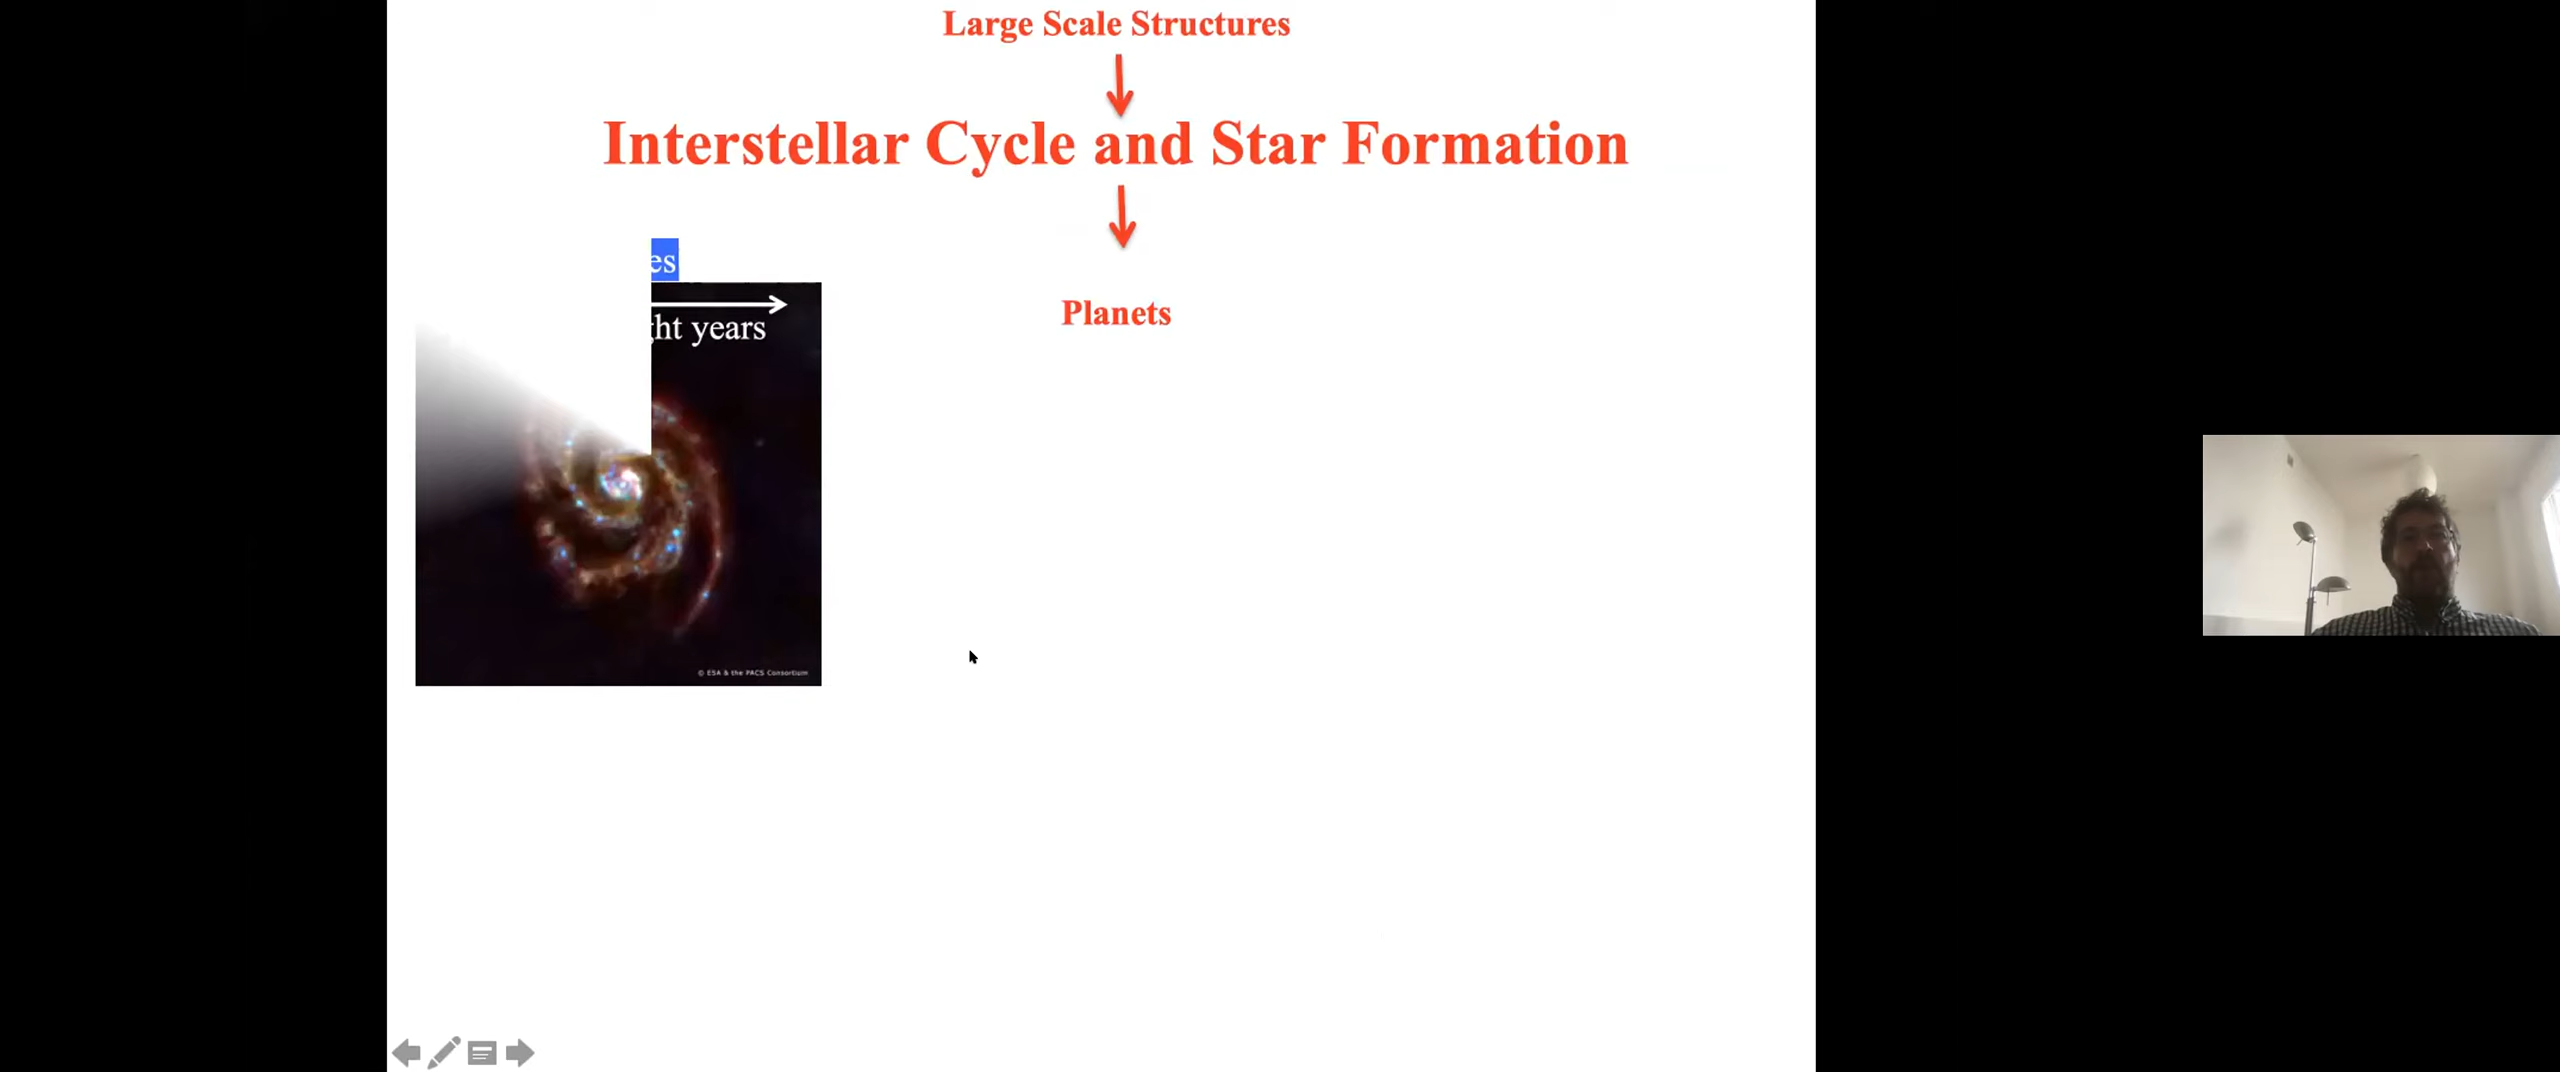 Large Scale Structures
Interstellar Cycle and Star Formation
es
ht years
Planets
© ESA & the PACS Consortium